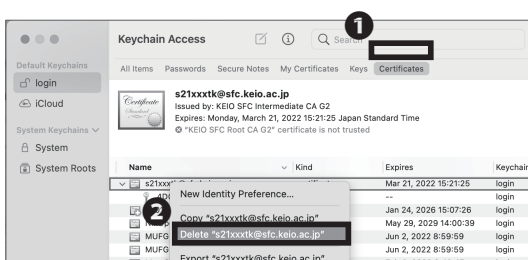 1
Keychain Access
Search
Default Keychains
login
iCloud
System Keychains
System
System Roots
All Items Passwords Secure Notes My Certificates Keys Certificates
s21xxxtk@sfc.keio.ac.jp
Issued by: KEIO SFC Intermediate CA G2
Expires: Monday, March 21, 2022 15:21:25 Japan Standard Time
"KEIO SFC Root CA G2" certificate is not trusted
Certificate
Standard
Name Kind Expires Keychain
Mar 21, 2022 15:21:25 login
-- login
Jan 24, 2026 15:07:26 login
May 29, 2029 14:00:39 login
MUFG Jun 2, 2022 8:59:59 login
MUFG Jun 2, 2022 8:59:59 login
2
New Identity Preference...
Copy "s21xxxtk@sfc.keio.ac.jp"
Delete "s21xxxtk@sfc.keio.ac.jp"
Export "s21xxxtk@sfc.keio.ac.jp"